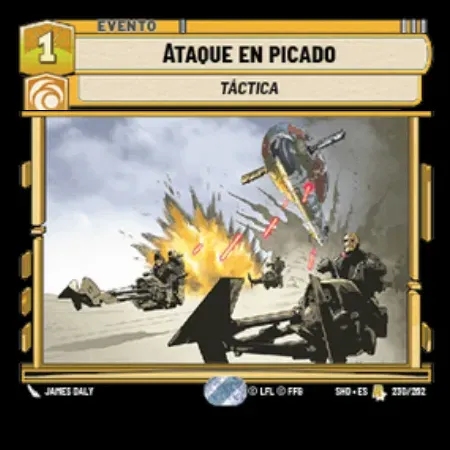 EVENTO
1
ATAQUE EN PICADO
TÁCTICA
JAMES DALY
© LFL © FFG
SHD • ES
230/262